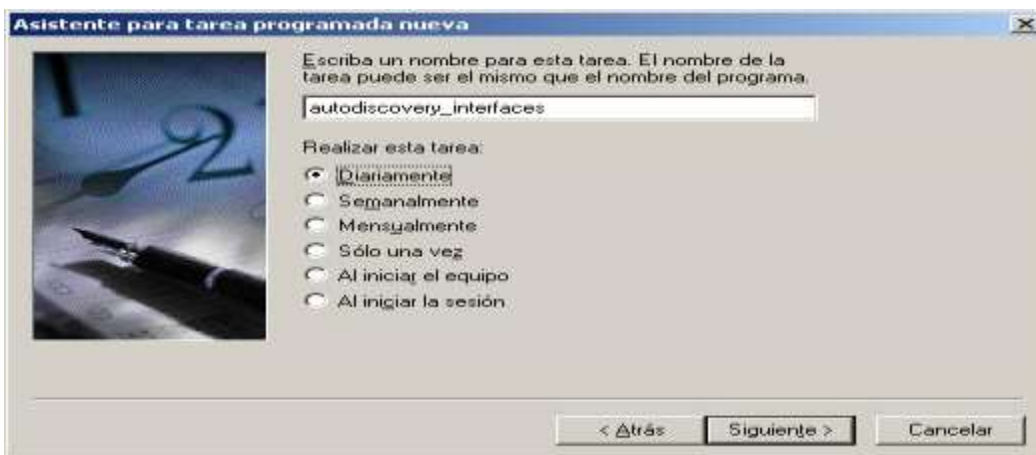 Asistente para tarea programada nueva
Escriba un nombre para esta tarea. El nombre de la
tarea puede ser el mismo que el nombre del programa.
autodiscovery_interfaces
Realizar esta tarea:
Diariamente
Semanalmente
Mensualmente
Sólo una vez
Al iniciar el equipo
Al iniciar la sesión
< Atrás
Siguiente >
Cancelar
2